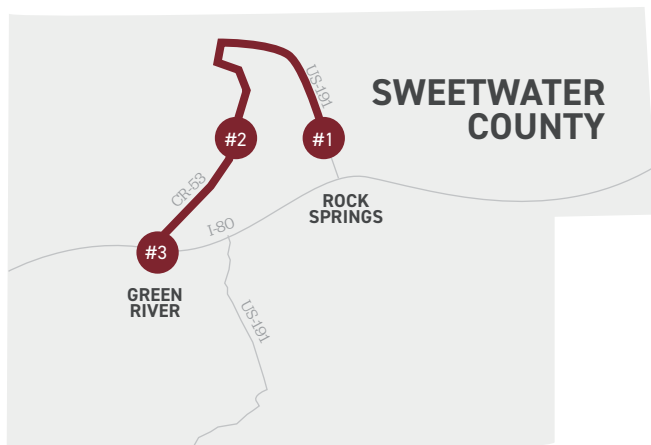 US-191
SWEETWATER
COUNTY
#2
#1
CR-53
ROCK
SPRINGS
I-80
#3
GREEN
RIVER
US-191